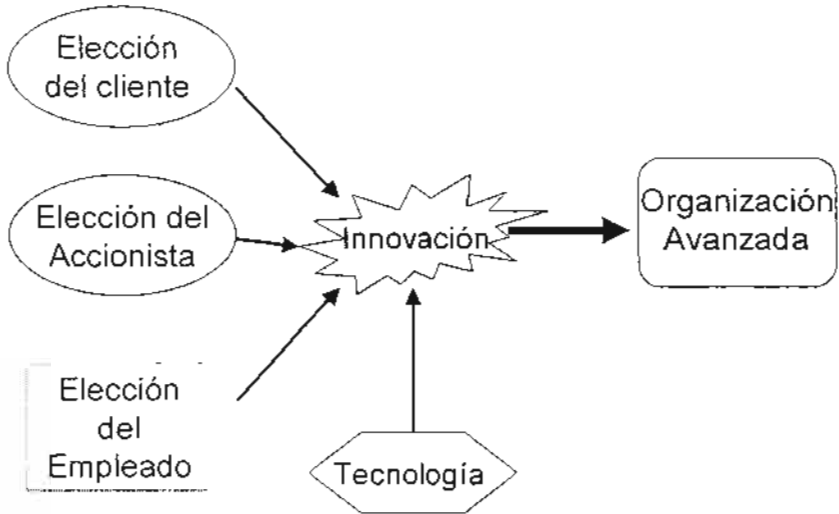 Elección
del cliente
Elección del
Accionista
Elección
del
Empleado
Innovación
Tecnología
Organización
Avanzada